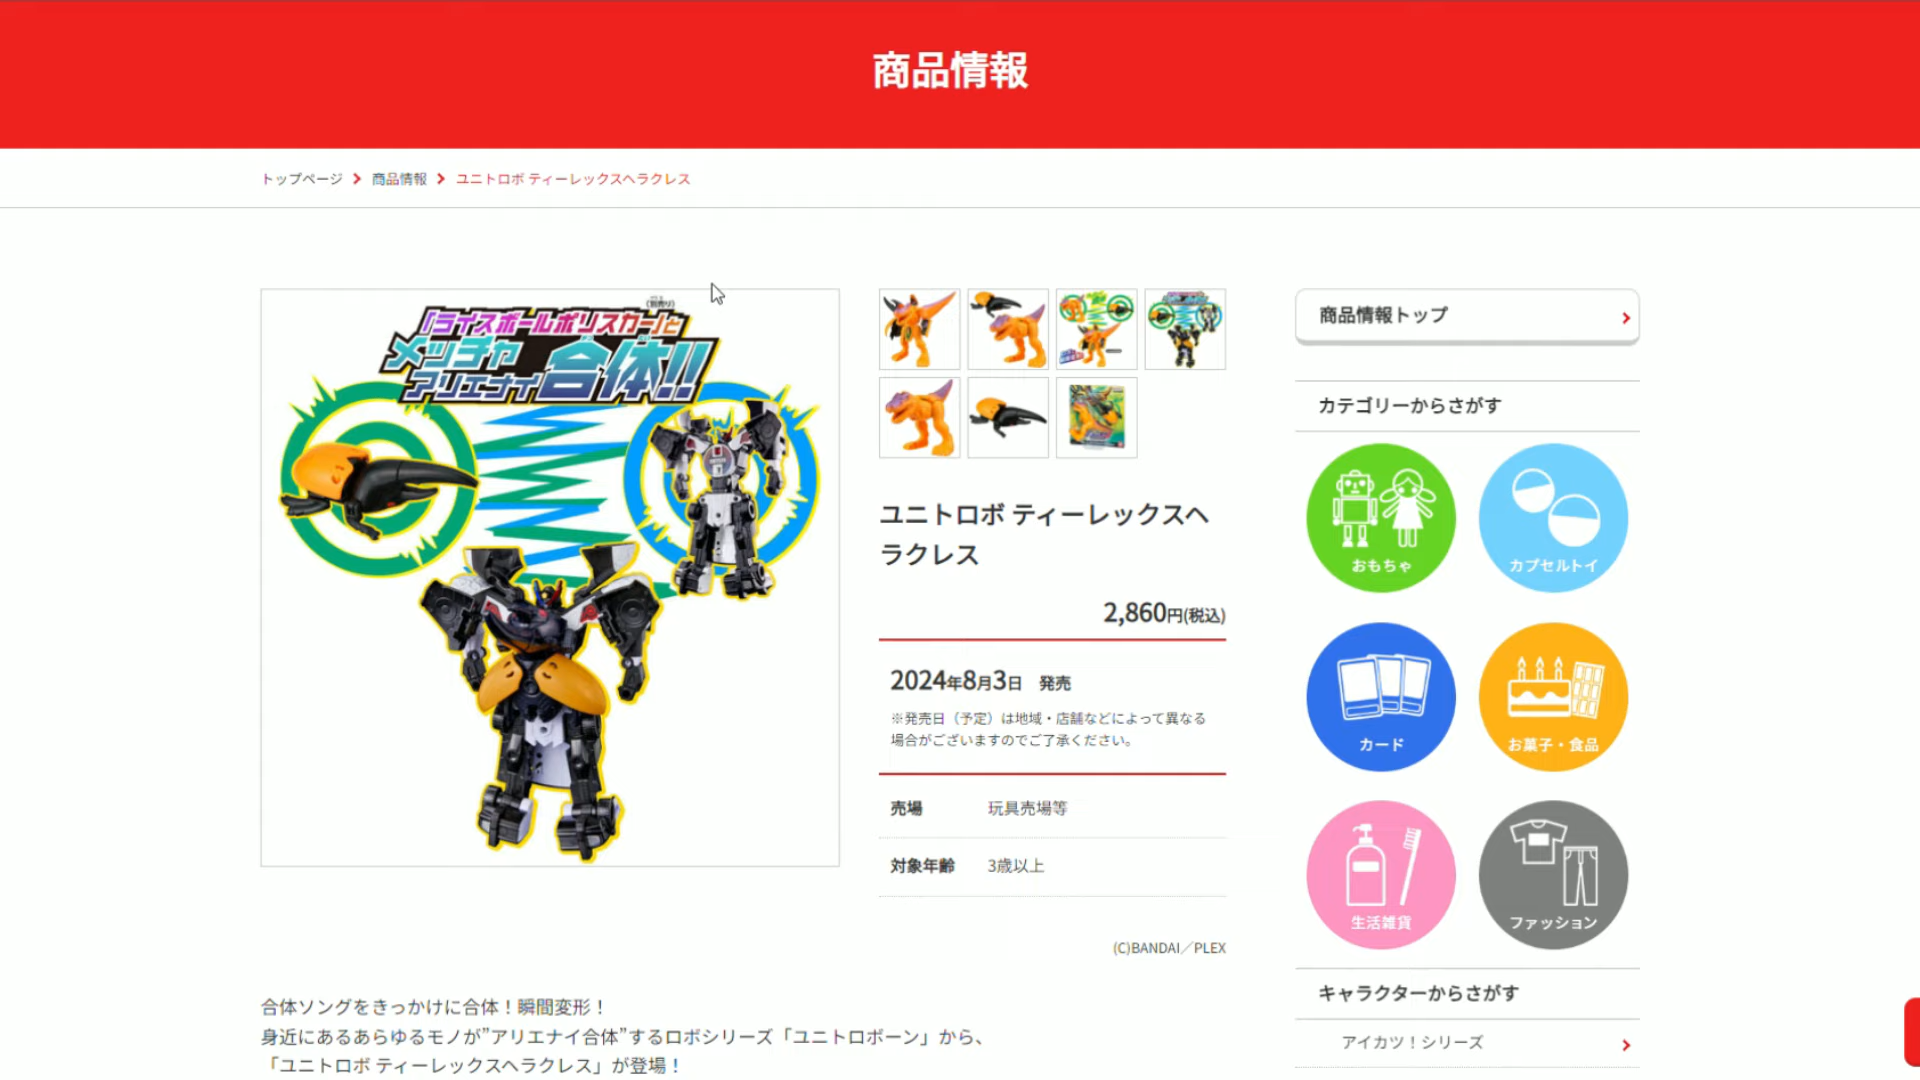 商品情報
トップページ
商品情報
ユニトロボ ティーレックスヘラクレス
(別売り)
「ライスボールポリスカー」と
メッチャ
アリエナイ
合体!!
ユニトロボ ティーレックスヘ
ラクレス
2,860円(税込)
2024年8月3日 発売
※発売日（予定）は地域・店舗などによって異なる
場合がございますのでご了承ください。
売場 玩具売場等
対象年齢 3歳以上
(C)BANDAI／PLEX
合体ソングをきっかけに合体！瞬間変形！
身近にあるあらゆるモノが”アリエナイ合体”するロボシリーズ「ユニトロボーン」から、
「ユニトロボ ティーレックスヘラクレス」が登場！
商品情報トップ
カテゴリーからさがす
おもちゃ
カプセルトイ
カード
お菓子・食品
生活雑貨
ファッション
キャラクターからさがす
アイカツ！シリーズ